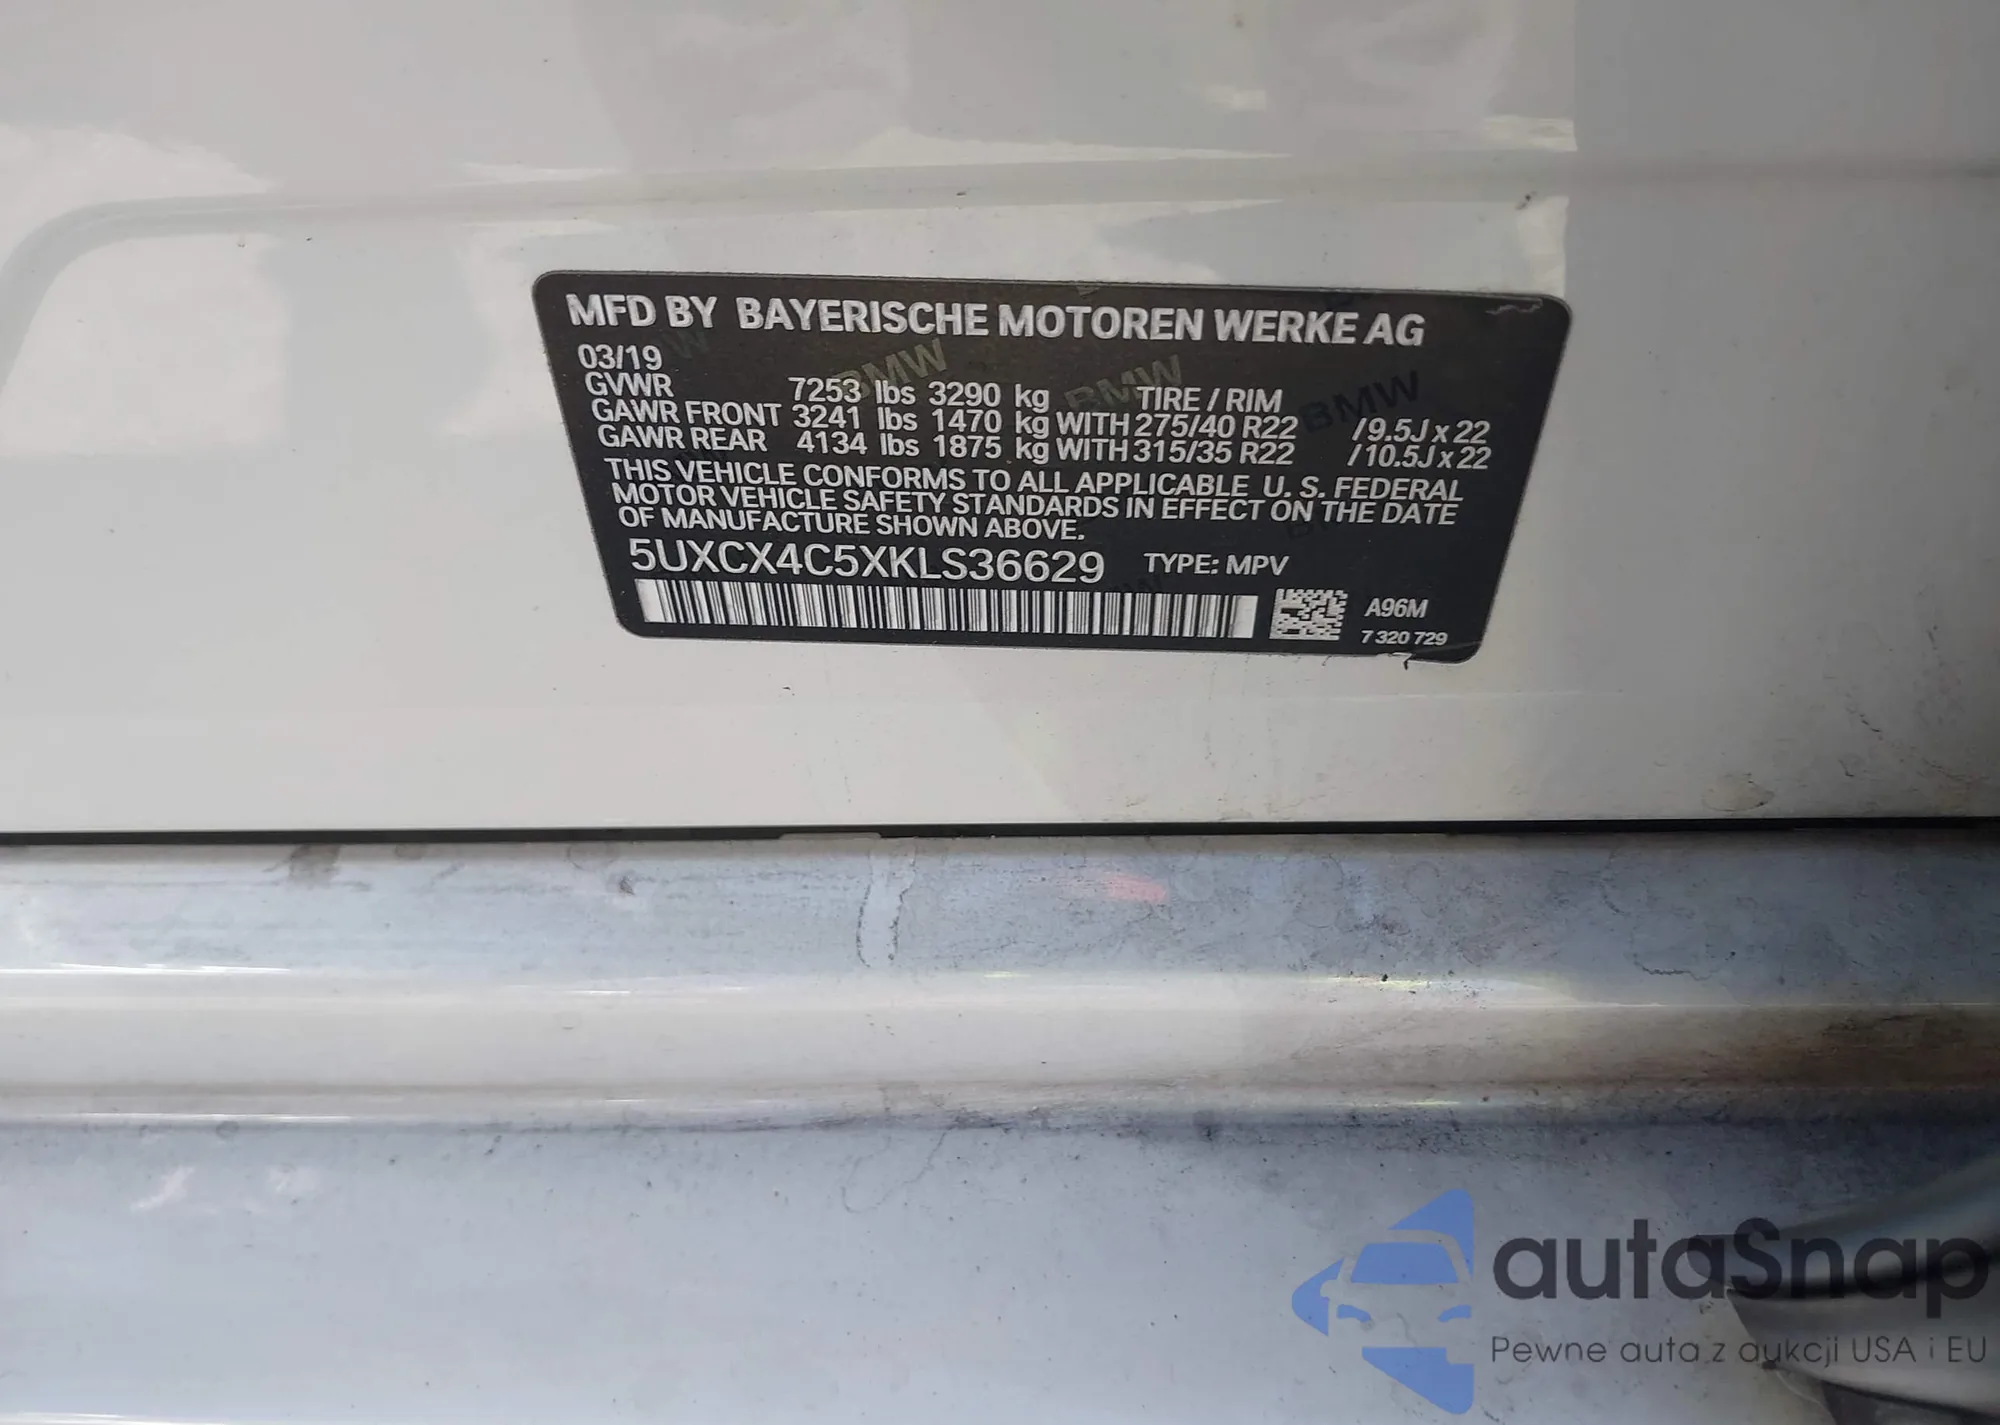 MFD BY BAYERISCHE MOTOREN WERKE AG
03/19
GVWR 7253 lbs 3290 kg TIRE / RIM
GAWR FRONT 3241 lbs 1470 kg WITH 275/40 R22 /9.5J x 22
GAWR REAR 4134 lbs 1875 kg WITH 315/35 R22 /10.5J x 22
THIS VEHICLE CONFORMS TO ALL APPLICABLE U. S. FEDERAL
MOTOR VEHICLE SAFETY STANDARDS IN EFFECT ON THE DATE
OF MANUFACTURE SHOWN ABOVE.
5UXCX4C5XKLS36629 TYPE: MPV
A96M
7 320 729
BMW BMW BMW
autaSnap
Pewne auta z aukcji USA i EU